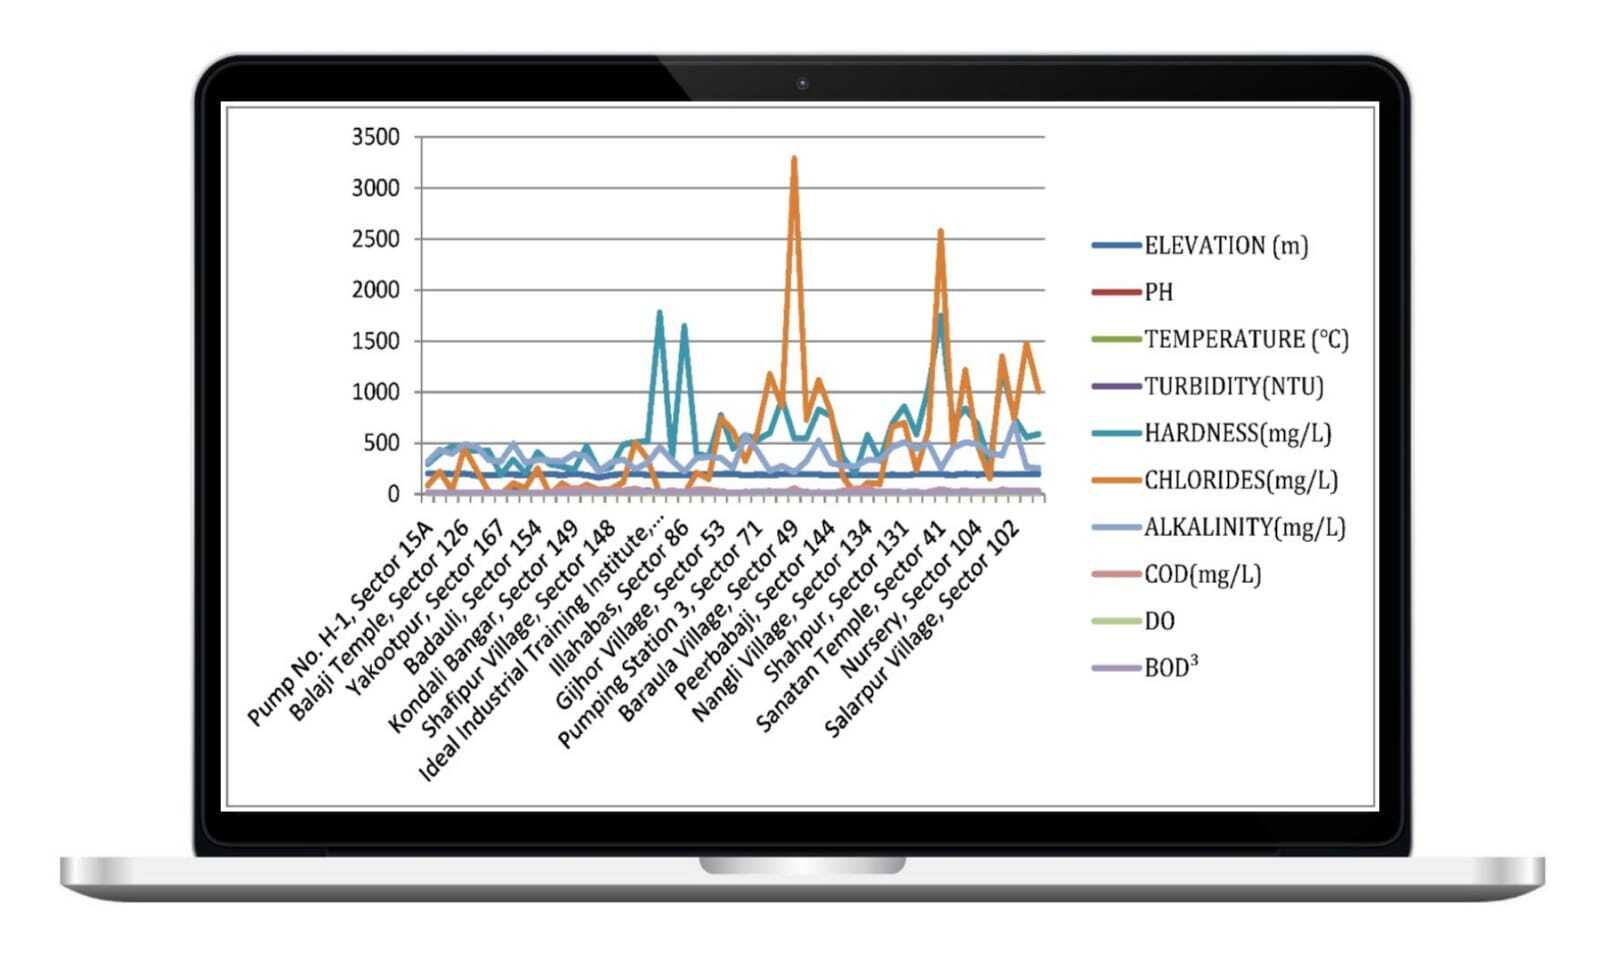 3500
3000
2500
2000
1500
1000
500
0
Pump No. H-1, Sector 15A
Balaji Temple, Sector 126
Yakootpur, Sector 167
Badauli, Sector 154
Kondali Bangar, Sector 149
Shafipur Village, Sector 148
Ideal Industrial Training Institute,...
Illahabas, Sector 86
Gijhor Village, Sector 53
Pumping Station 3, Sector 71
Baraula Village, Sector 49
Peerbabaji, Sector 144
Nangli Village, Sector 134
Shahpur, Sector 131
Sanatan Temple, Sector 41
Nursery, Sector 104
Salarpur Village, Sector 102
ELEVATION (m)
PH
TEMPERATURE (°C)
TURBIDITY(NTU)
HARDNESS(mg/L)
CHLORIDES(mg/L)
ALKALINITY(mg/L)
COD(mg/L)
DO
BOD³